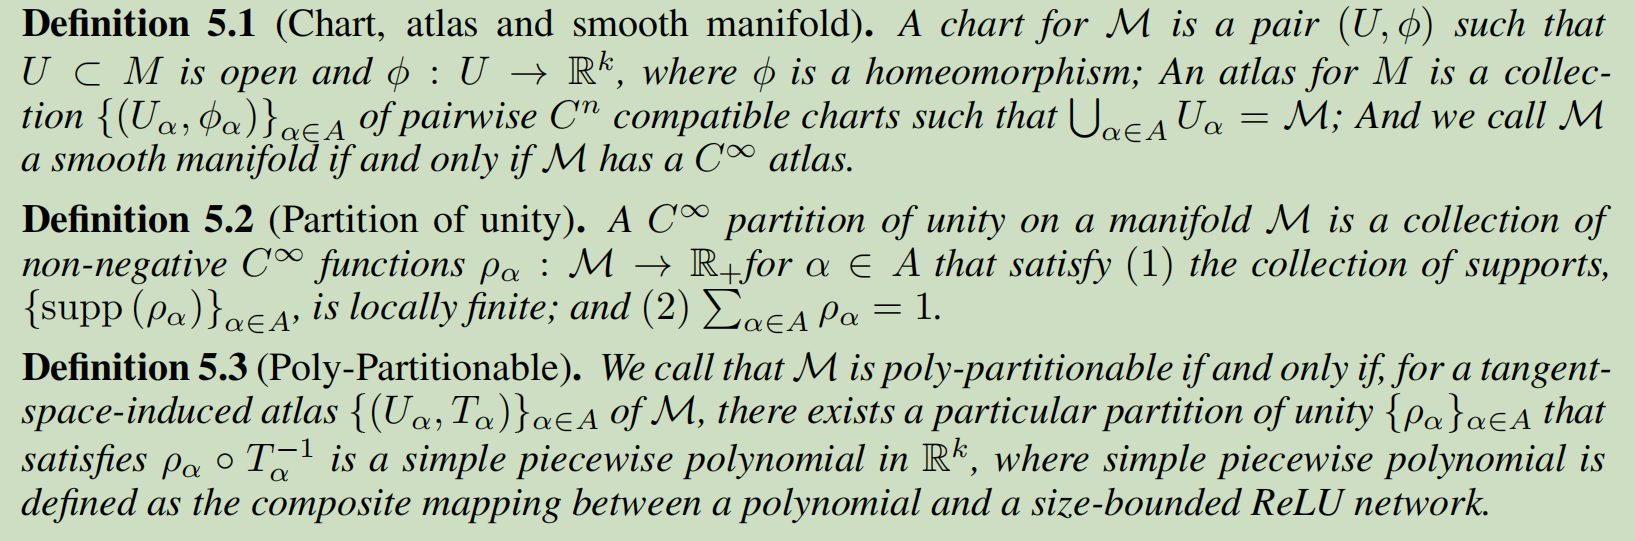 Definition 5.1 (Chart, atlas and smooth manifold). A chart for ℳ is a pair (U, ϕ) such that
U ⊂ M is open and ϕ : U → ℝ^k, where ϕ is a homeomorphism; An atlas for M is a collec-
tion {(U_α, ϕ_α)}_{α∈A} of pairwise C^n compatible charts such that ⋃_{α∈A} U_α = ℳ; And we call ℳ
a smooth manifold if and only if ℳ has a C^∞ atlas.
Definition 5.2 (Partition of unity). A C^∞ partition of unity on a manifold ℳ is a collection of
non-negative C^∞ functions ρ_α : ℳ → ℝ_+for α ∈ A that satisfy (1) the collection of supports,
{supp (ρ_α)}_{α∈A}, is locally finite; and (2) ∑_{α∈A} ρ_α = 1.
Definition 5.3 (Poly-Partitionable). We call that ℳ is poly-partitionable if and only if, for a tangent-
space-induced atlas {(U_α, T_α)}_{α∈A} of ℳ, there exists a particular partition of unity {ρ_α}_{α∈A} that
satisfies ρ_α ∘ T_α^{−1} is a simple piecewise polynomial in ℝ^k, where simple piecewise polynomial is
defined as the composite mapping between a polynomial and a size-bounded ReLU network.